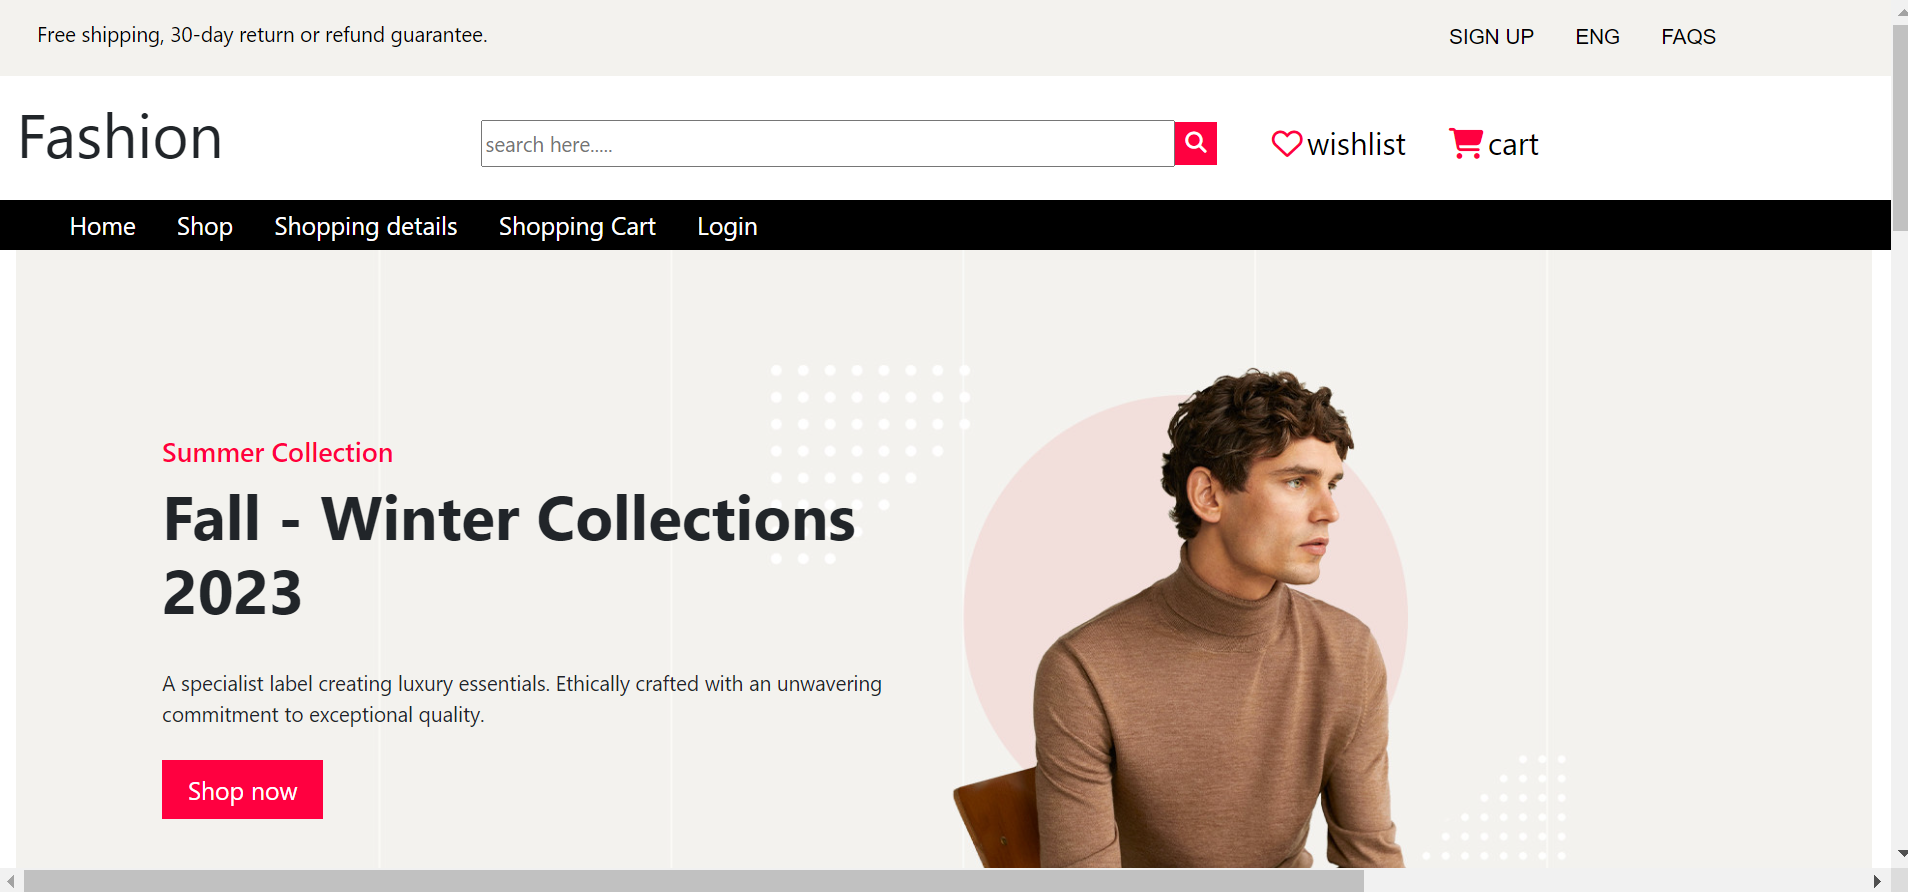 Free shipping, 30-day return or refund guarantee.
SIGN UP ENG FAQS
Fashion
search here.....
wishlist
cart
Home Shop Shopping details Shopping Cart Login
Summer Collection
Fall - Winter Collections
2023
A specialist label creating luxury essentials. Ethically crafted with an unwavering
commitment to exceptional quality.
Shop now